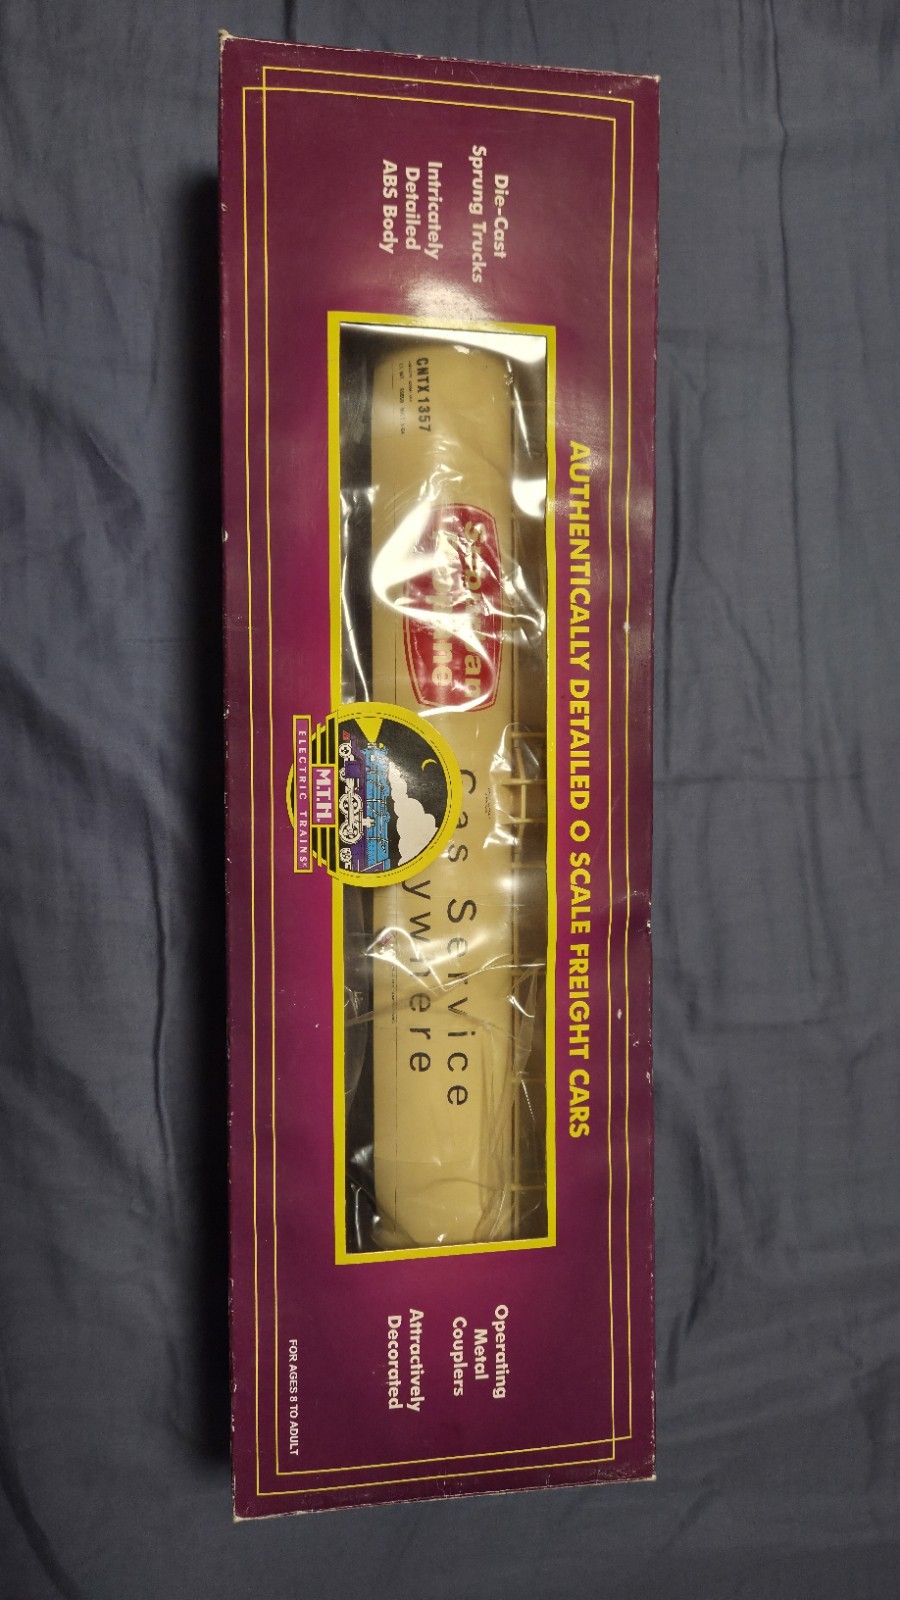 AUTHENTICALLY DETAILED O SCALE FREIGHT CARS
Die-Cast
Sprung Trucks
Intricately
Detailed
ABS Body
CNTX 1357
Gas Service
Operating
Metal
Couplers
Attractively
Decorated
M.T.H.
ELECTRIC TRAINS
FOR AGES 8 TO ADULT